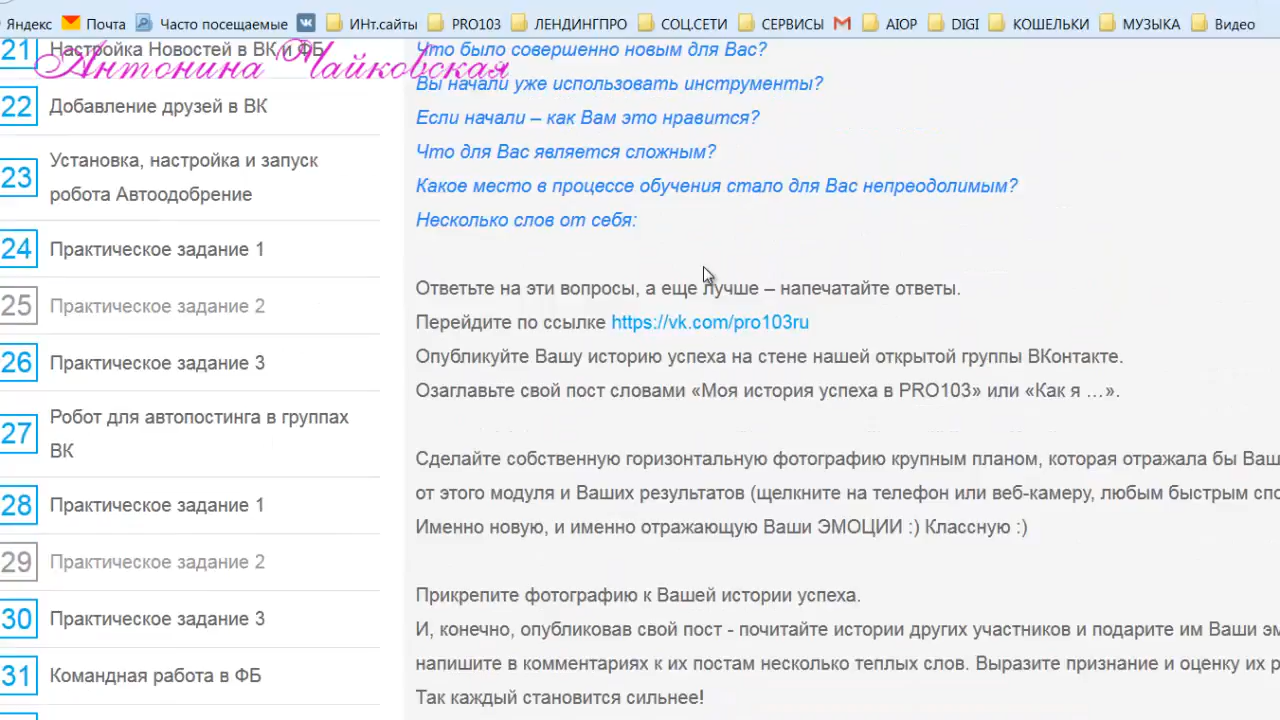 Яндекс Почта Часто посещаемые ИНт.сайты PRO103 ЛЕНДИНГПРО СОЦ.СЕТИ СЕРВИСЫ АЮР DIGI КОШЕЛЬКИ МУЗЫКА Видео
Антонина Чайковская
21 Настройка Новостей в ВК и ФБ
22 Добавление друзей в ВК
23 Установка, настройка и запуск
робота Автоодобрение
24 Практическое задание 1
25 Практическое задание 2
26 Практическое задание 3
27 Робот для автопостинга в группах
ВК
28 Практическое задание 1
29 Практическое задание 2
30 Практическое задание 3
31 Командная работа в ФБ
Что было совершенно новым для Вас?
Вы начали уже использовать инструменты?
Если начали – как Вам это нравится?
Что для Вас является сложным?
Какое место в процессе обучения стало для Вас непреодолимым?
Несколько слов от себя:
Ответьте на эти вопросы, а еще лучше – напечатайте ответы.
Перейдите по ссылке https://vk.com/pro103ru
Опубликуйте Вашу историю успеха на стене нашей открытой группы ВКонтакте.
Озаглавьте свой пост словами «Моя история успеха в PRO103» или «Как я …».
Сделайте собственную горизонтальную фотографию крупным планом, которая отражала бы Ваш
от этого модуля и Ваших результатов (щелкните на телефон или веб-камеру, любым быстрым спо
Именно новую, и именно отражающую Ваши ЭМОЦИИ :) Классную :)
Прикрепите фотографию к Вашей истории успеха.
И, конечно, опубликовав свой пост - почитайте истории других участников и подарите им Ваши эм
напишите в комментариях к их постам несколько теплых слов. Выразите признание и оценку их р
Так каждый становится сильнее!